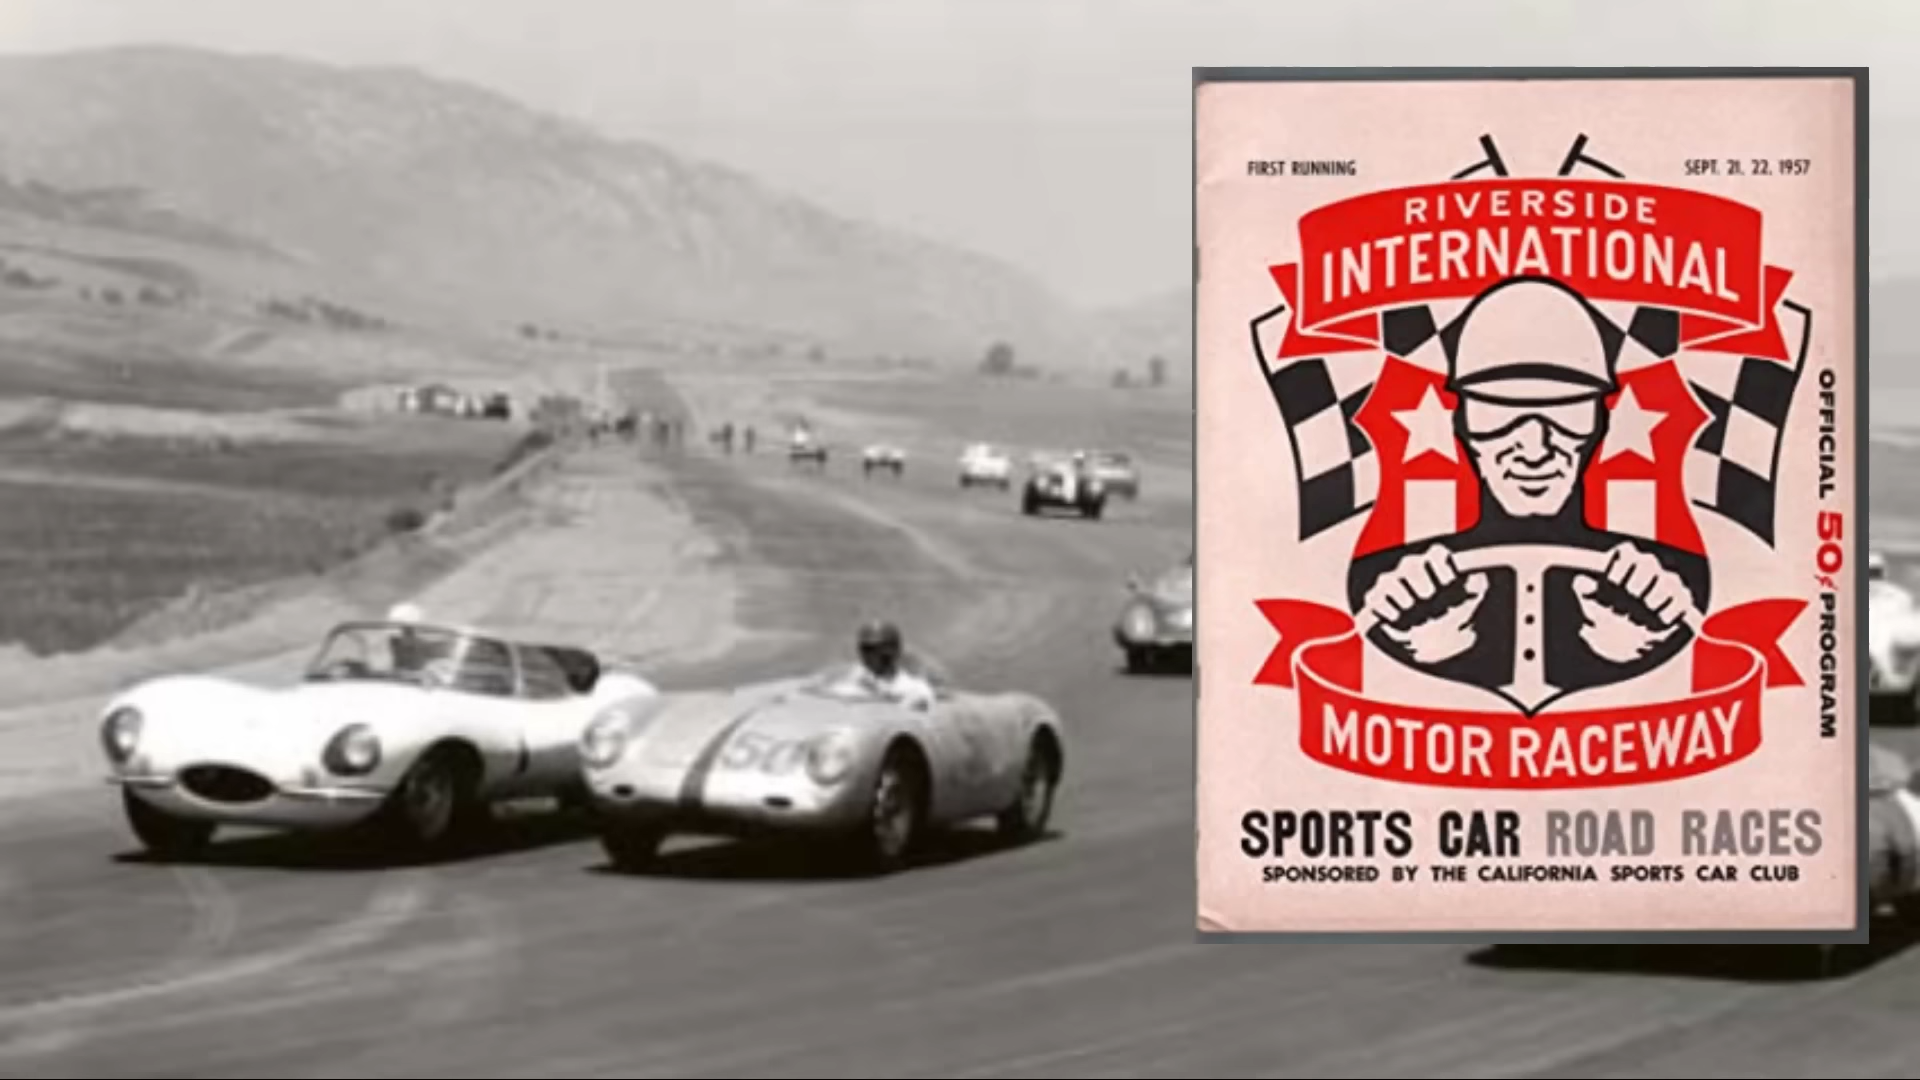 FIRST RUNNING
SEPT. 21, 22, 1957
RIVERSIDE
INTERNATIONAL
MOTOR RACEWAY
OFFICIAL 50¢ PROGRAM
SPORTS CAR ROAD RACES
SPONSORED BY THE CALIFORNIA SPORTS CAR CLUB
50